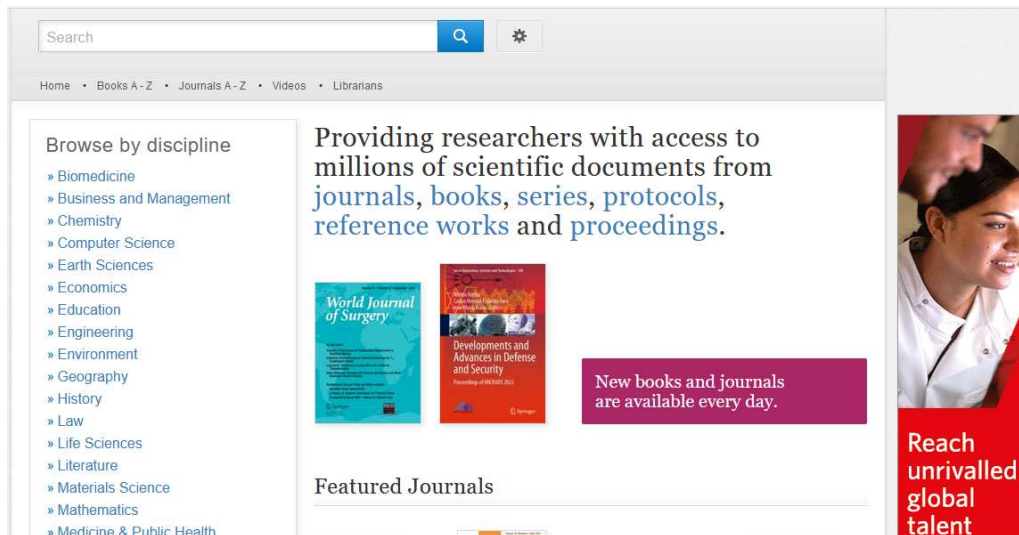 Search
Home • Books A - Z • Journals A - Z • Videos • Librarians
Browse by discipline
» Biomedicine
» Business and Management
» Chemistry
» Computer Science
» Earth Sciences
» Economics
» Education
» Engineering
» Environment
» Geography
» History
» Law
» Life Sciences
» Literature
» Materials Science
» Mathematics
» Medicine & Public Health
Providing researchers with access to
millions of scientific documents from
journals, books, series, protocols,
reference works and proceedings.
World Journal
of Surgery
Springer
Developments and
Advances in Defense
and Security
Proceedings of MICRADS 2022
Springer
New books and journals
are available every day.
Featured Journals
Reach
unrivalled
global
talent